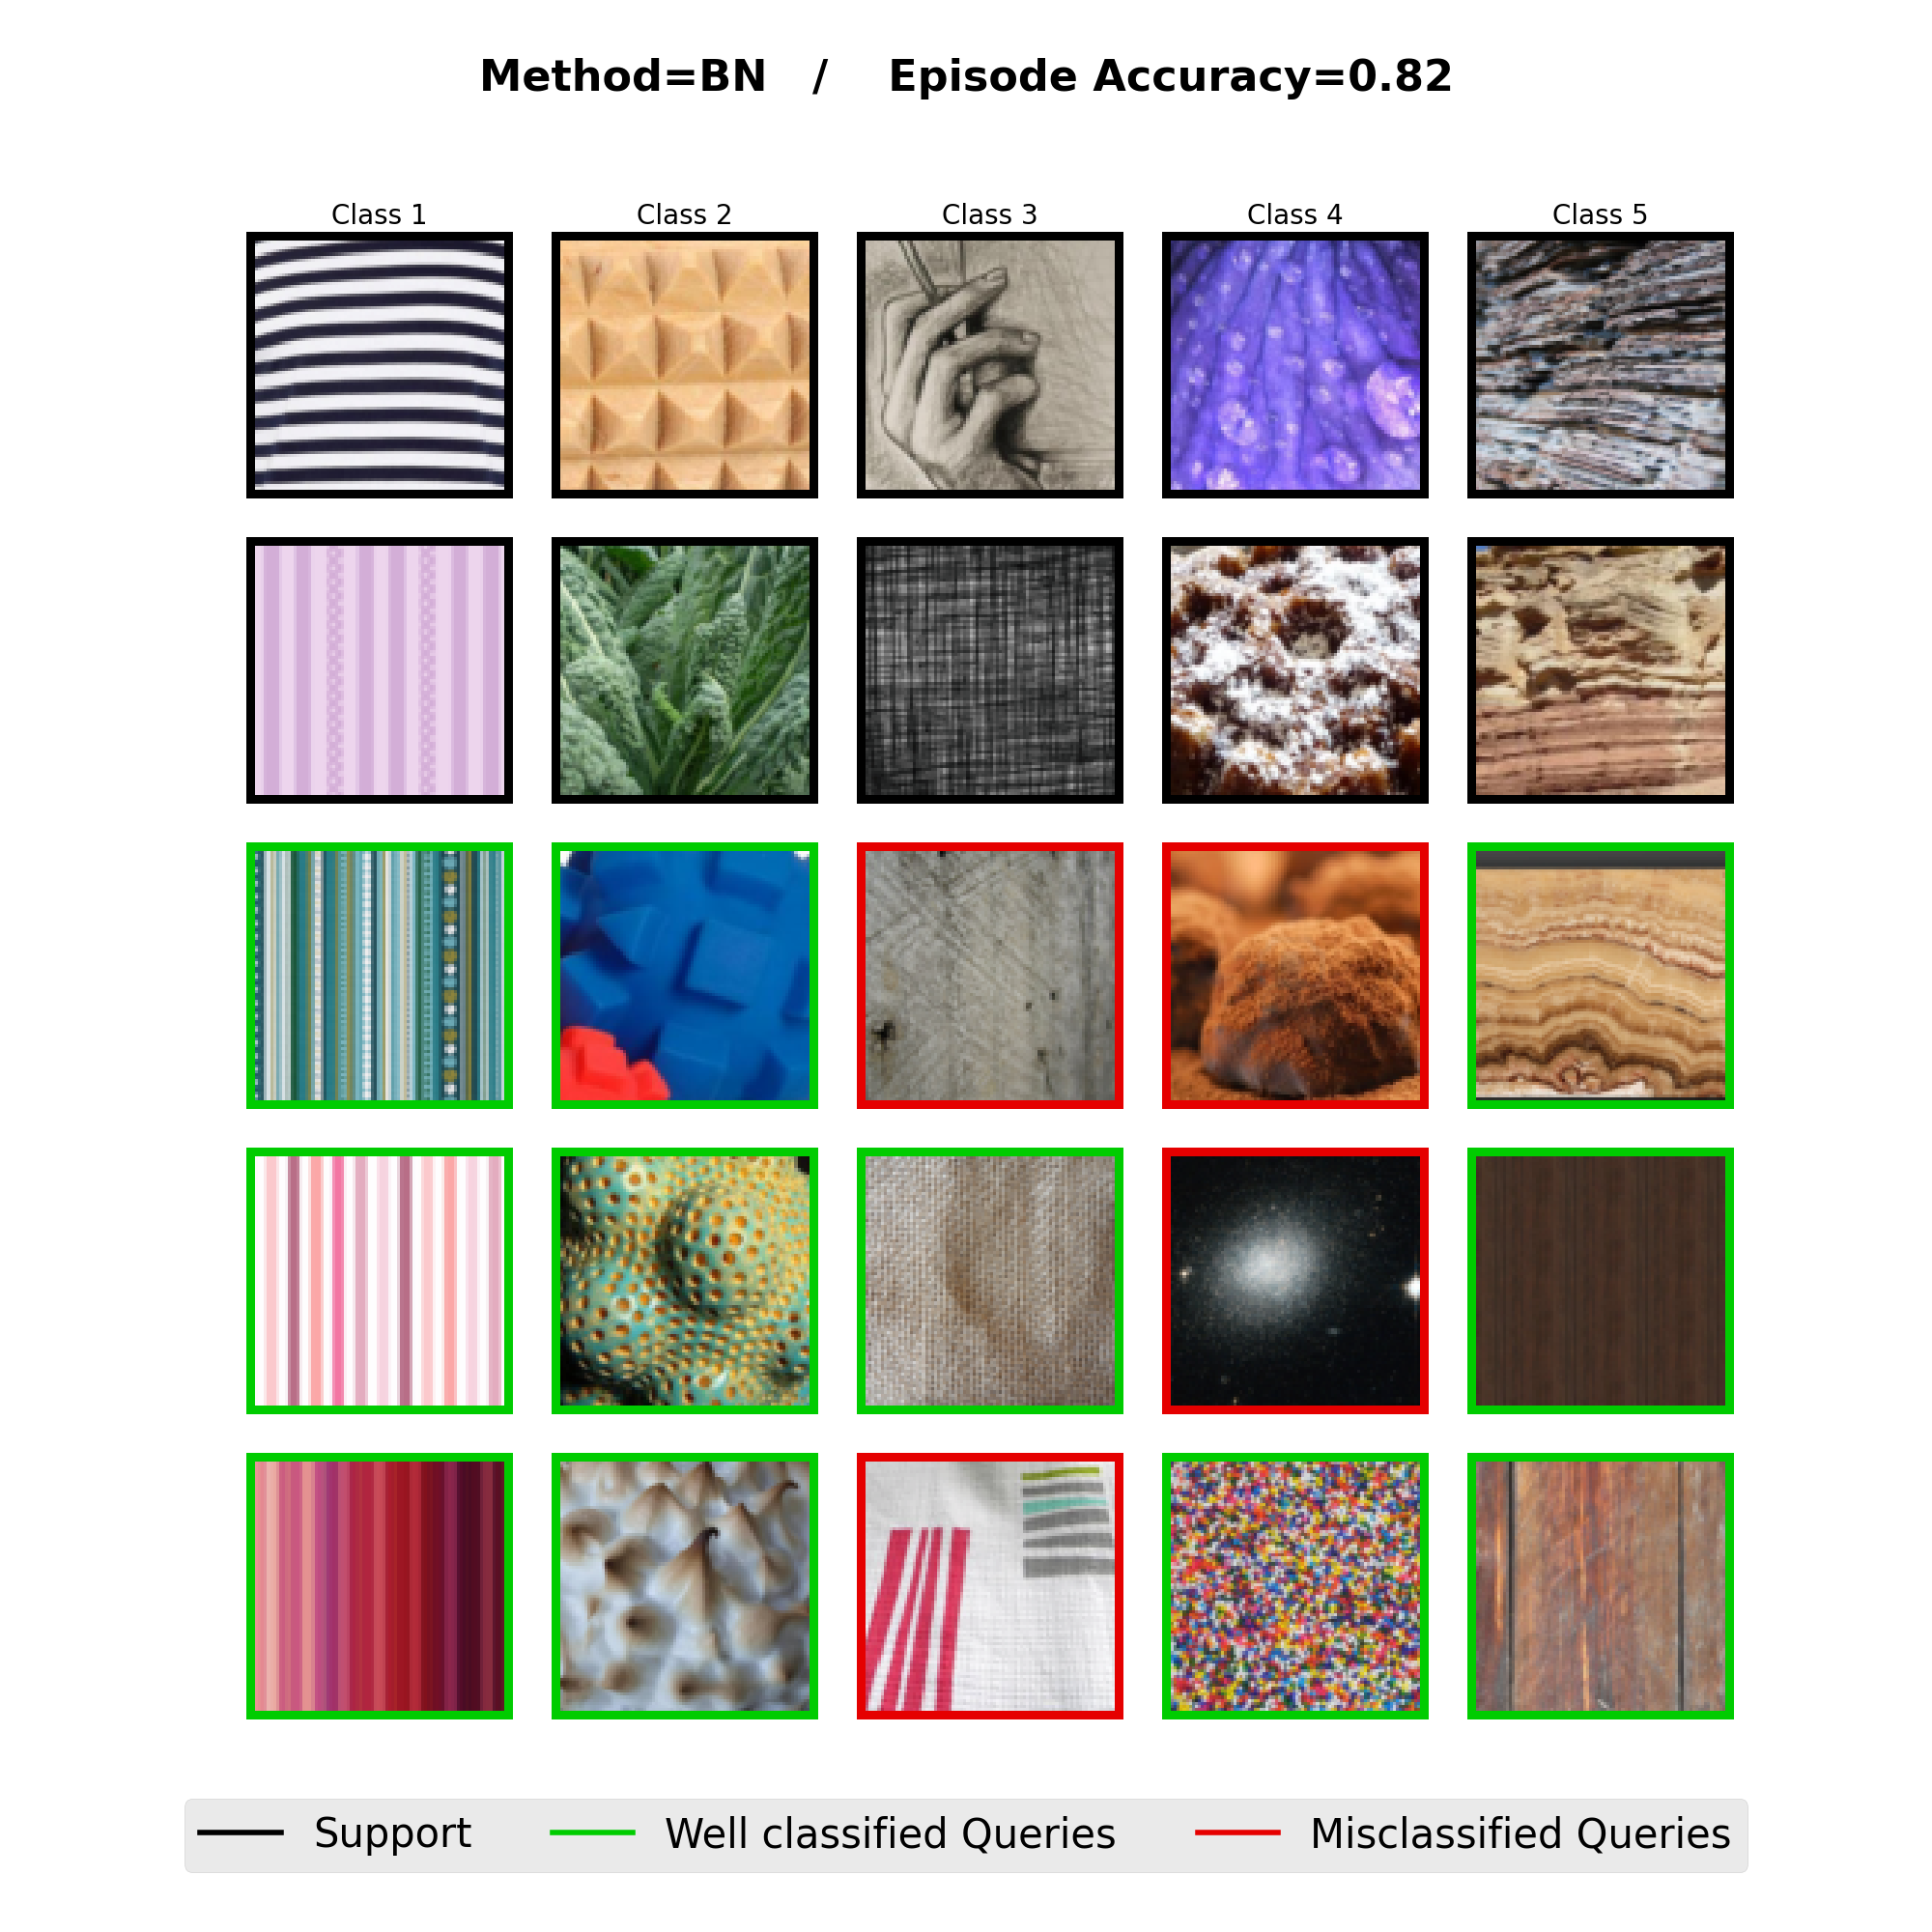 Method=BN / Episode Accuracy=0.82
Class 1 Class 2 Class 3 Class 4 Class 5
Support Well classified Queries Misclassified Queries